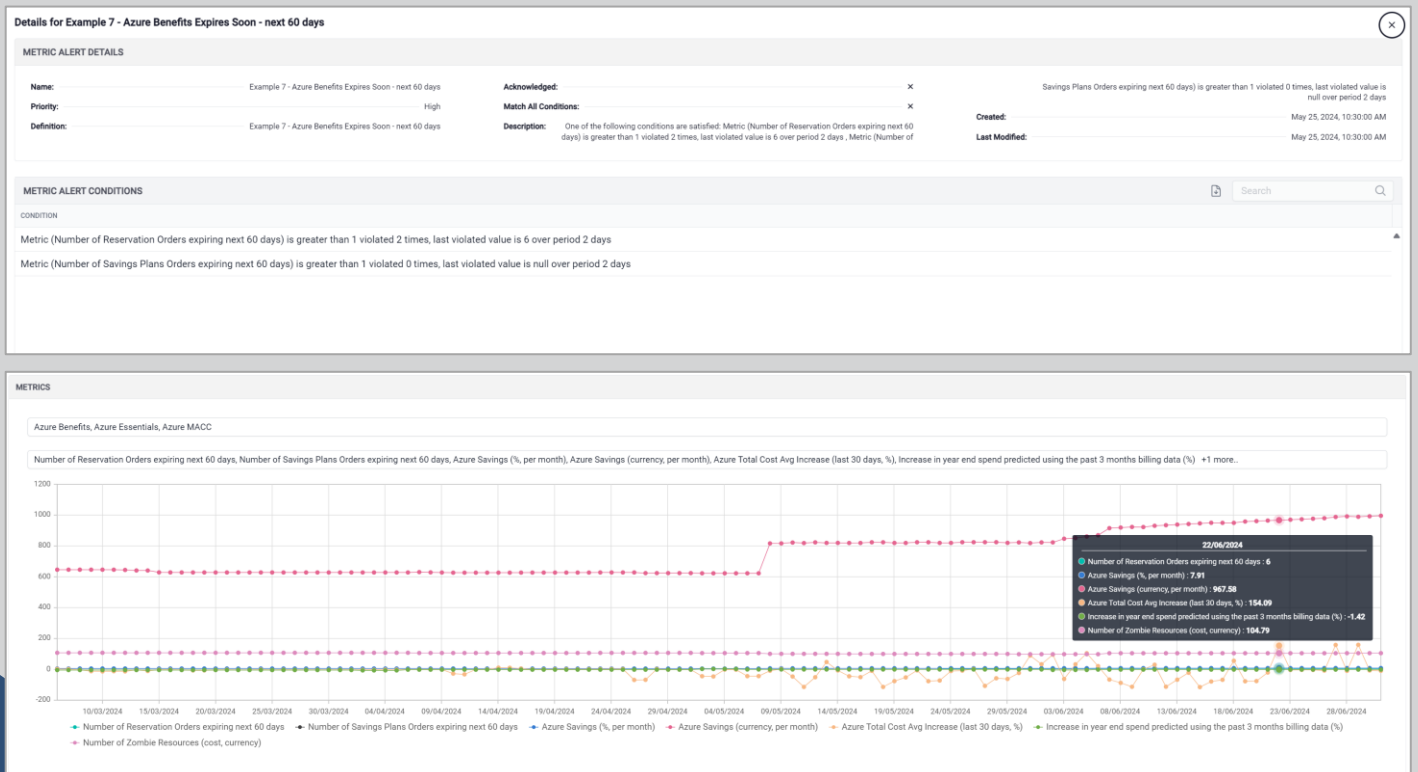 Details for Example 7 - Azure Benefits Expires Soon - next 60 days
METRIC ALERT DETAILS
Name: Example 7 - Azure Benefits Expires Soon - next 60 days
Priority: High
Definition: Example 7 - Azure Benefits Expires Soon - next 60 days
Acknowledged: ×
Match All Conditions: ×
Description: One of the following conditions are satisfied: Metric (Number of Reservation Orders expiring next 60
days) is greater than 1 violated 2 times, last violated value is 6 over period 2 days , Metric (Number of
Savings Plans Orders expiring next 60 days) is greater than 1 violated 0 times, last violated value is
null over period 2 days
Created: May 25, 2024, 10:30:00 AM
Last Modified: May 25, 2024, 10:30:00 AM
METRIC ALERT CONDITIONS
Search
CONDITION
Metric (Number of Reservation Orders expiring next 60 days) is greater than 1 violated 2 times, last violated value is 6 over period 2 days
Metric (Number of Savings Plans Orders expiring next 60 days) is greater than 1 violated 0 times, last violated value is null over period 2 days
METRICS
Azure Benefits, Azure Essentials, Azure MACC
Number of Reservation Orders expiring next 60 days, Number of Savings Plans Orders expiring next 60 days, Azure Savings (%, per month), Azure Savings (currency, per month), Azure Total Cost Avg Increase (last 30 days, %), Increase in year end spend predicted using the past 3 months billing data (%) +1 more..
1200
1000
800
600
400
200
0
-200
22/06/2024
Number of Reservation Orders expiring next 60 days : 6
Azure Savings (%, per month) : 7.91
Azure Savings (currency, per month) : 967.58
Azure Total Cost Avg Increase (last 30 days, %) : 154.09
Increase in year end spend predicted using the past 3 months billing data (%) : -1.42
Number of Zombie Resources (cost, currency) : 104.79
10/03/2024 15/03/2024 20/03/2024 25/03/2024 30/03/2024 04/04/2024 09/04/2024 14/04/2024 19/04/2024 24/04/2024 29/04/2024 04/05/2024 09/05/2024 14/05/2024 19/05/2024 24/05/2024 29/05/2024 03/06/2024 08/06/2024 13/06/2024 18/06/2024 23/06/2024 28/06/2024
Number of Reservation Orders expiring next 60 days Number of Savings Plans Orders expiring next 60 days Azure Savings (%, per month) Azure Savings (currency, per month) Azure Total Cost Avg Increase (last 30 days, %) Increase in year end spend predicted using the past 3 months billing data (%)
Number of Zombie Resources (cost, currency)